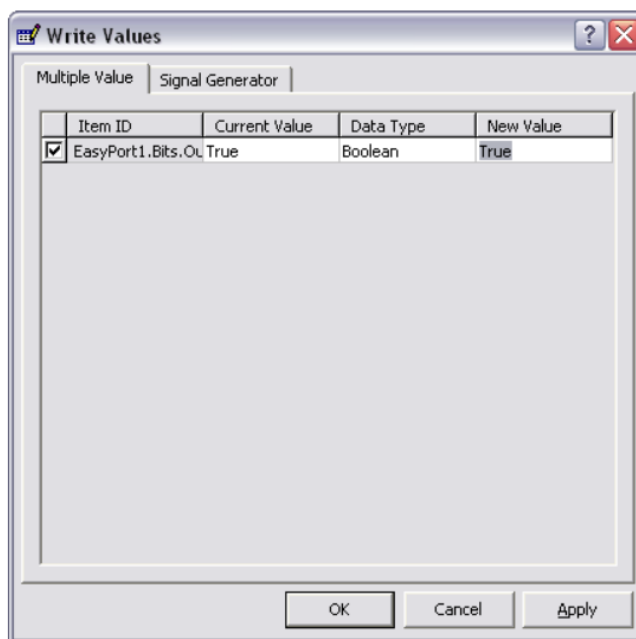 Write Values
Multiple Value Signal Generator
Item ID Current Value Data Type New Value
EasyPort1.Bits.Ou True Boolean True
OK Cancel Apply